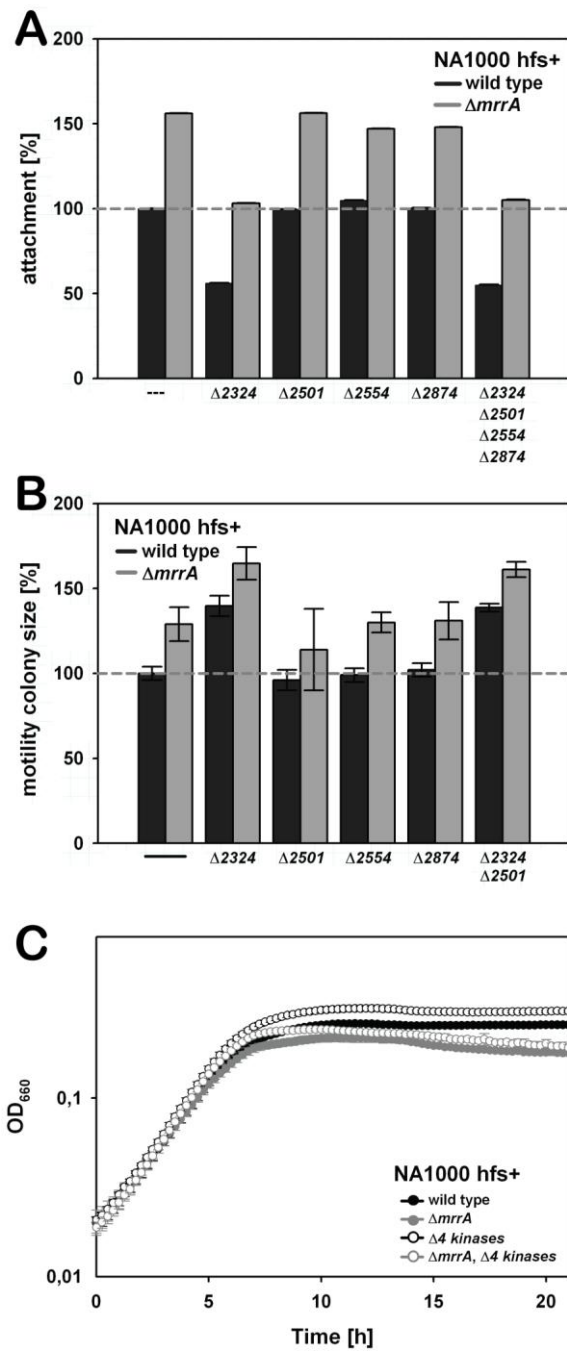 A
200
150
100
50
0
attachment [%]
NA1000 hfs+
wild type
ΔmrrA
--- Δ2324 Δ2501 Δ2554 Δ2874 Δ2324
Δ2501
Δ2554
Δ2874
B
200
150
100
50
0
motility colony size [%]
NA1000 hfs+
wild type
ΔmrrA
Δ2324 Δ2501 Δ2554 Δ2874 Δ2324
Δ2501
C
0,1
0,01
OD660
NA1000 hfs+
wild type
ΔmrrA
Δ4 kinases
ΔmrrA, Δ4 kinases
0 5 10 15 20
Time [h]